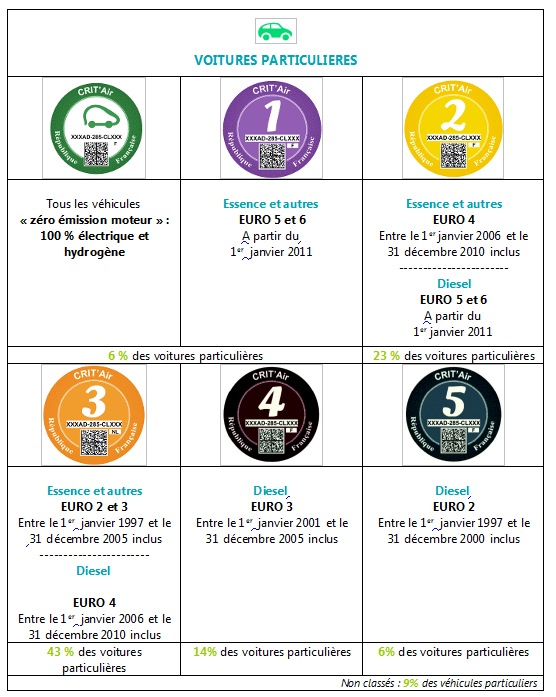 VOITURES PARTICULIERES
CRIT'Air
XXXAD-285-CLXXX
F
République Française
CRIT'Air
1
XXXAD-285-CLXXX
F
République Française
CRIT'Air
2
XXXAD-285-CLXXX
F
République Française
Tous les véhicules
« zéro émission moteur » :
100 % électrique et
hydrogène
Essence et autres
EURO 5 et 6
A partir du
1er janvier 2011
Essence et autres
EURO 4
Entre le 1er janvier 2006 et le
31 décembre 2010 inclus
-----------------------
Diesel
EURO 5 et 6
A partir du
1er janvier 2011
6 % des voitures particulières
23 % des voitures particulières
CRIT'Air
3
XXXAD-285-CLXXX
NL
République Française
CRIT'Air
4
XXXAD-285-CLXXX
F
République Française
CRIT'Air
5
XXXAD-285-CLXXX
F
République Française
Essence et autres
EURO 2 et 3
Entre le 1er janvier 1997 et le
31 décembre 2005 inclus
-----------------------
Diesel
EURO 4
Entre le 1er janvier 2006 et le
31 décembre 2010 inclus
Diesel
EURO 3
Entre le 1er janvier 2001 et le
31 décembre 2005 inclus
Diesel
EURO 2
Entre le 1er janvier 1997 et le
31 décembre 2000 inclus
43 % des voitures
particulières
14% des voitures particulières
6% des voitures particulières
Non classés : 9% des véhicules particuliers